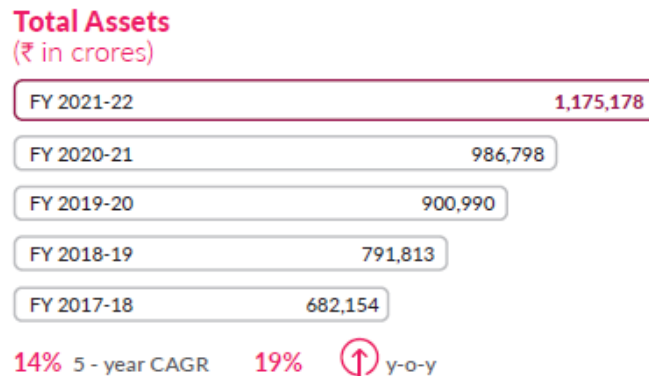 Total Assets
(₹ in crores)
FY 2021-22 1,175,178
FY 2020-21 986,798
FY 2019-20 900,990
FY 2018-19 791,813
FY 2017-18 682,154
14% 5 - year CAGR 19% y-o-y